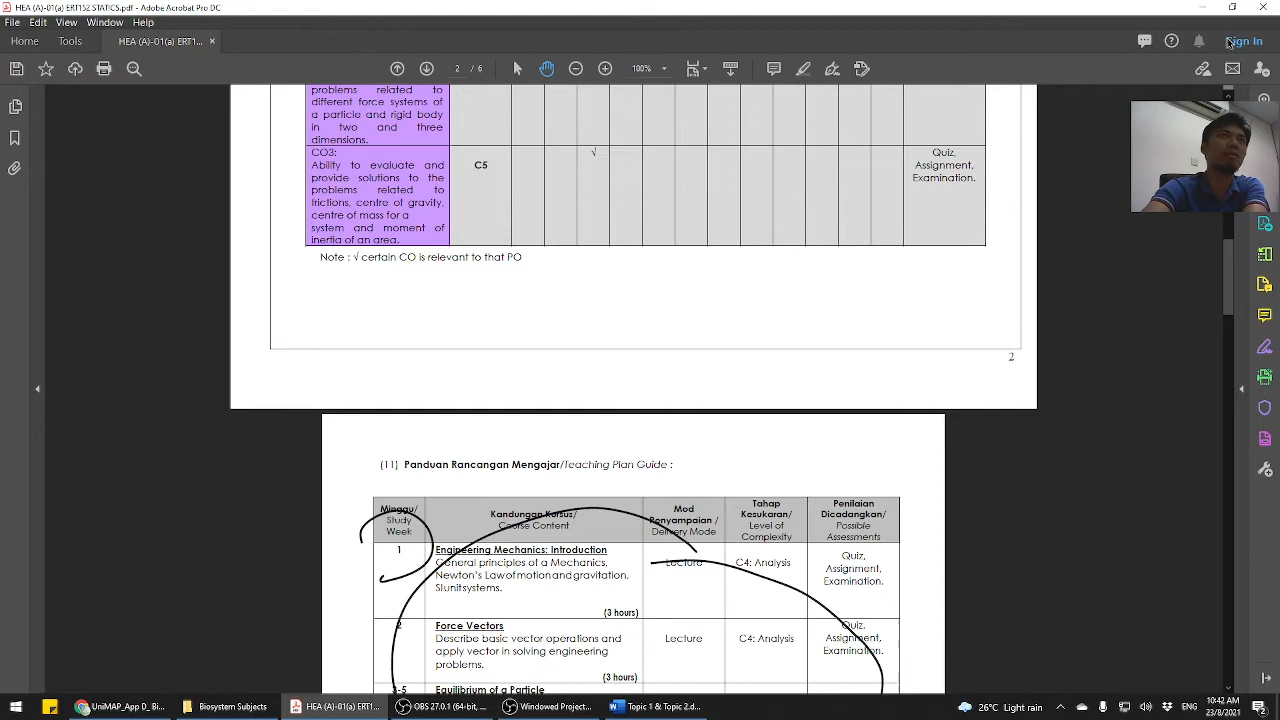 HEA (A)-01(a) ERT152 STATICS.pdf - Adobe Acrobat Pro DC
File Edit View Window Help
Home Tools HEA (A)-01(a) ERT1... × Sign In
2 / 6 100%
problems related to
different force systems of
a particle and rigid body
in two and three
dimensions.
CO3:
Ability to evaluate and
provide solutions to the
problems related to
frictions, centre of gravity,
centre of mass for a
system and moment of
inertia of an area.
C5
√
Quiz,
Assignment,
Examination.
Note : √ certain CO is relevant to that PO
2
(11) Panduan Rancangan Mengajar/Teaching Plan Guide :
Minggu/
Study
Week
Kandungan Kursus/
Course Content
Mod
Penyampaian /
Delivery Mode
Tahap
Kesukaran/
Level of
Complexity
Penilaian
Dicadangkan/
Possible
Assessments
1
Engineering Mechanics: Introduction
General principles of a Mechanics,
Newton's Law of motion and gravitation,
SI unit systems.
(3 hours)
Lecture
C4: Analysis
Quiz,
Assignment,
Examination.
2
Force Vectors
Describe basic vector operations and
apply vector in solving engineering
problems.
(3 hours)
Lecture
C4: Analysis
Quiz,
Assignment,
Examination.
3-5
Equilibrium of a Particle
UniMAP_App D_Bi... Biosystem Subjects HEA (A)-01(a) ERT1... OBS 27.0.1 (64-bit, ... Windowed Projec... Topic 1 & Topic 2.d... 26°C Light rain
10:42 AM
23/8/2021